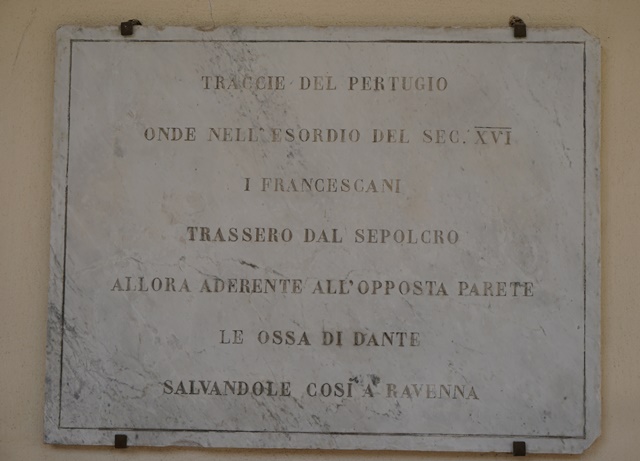 TRACCIE DEL PERTUGIO
ONDE NELL'ESORDIO DEL SEC. XVI
I FRANCESCANI
TRASSERO DAL SEPOLCRO
ALLORA ADERENTE ALL'OPPOSTA PARETE
LE OSSA DI DANTE
SALVANDOLE COSÌ A RAVENNA